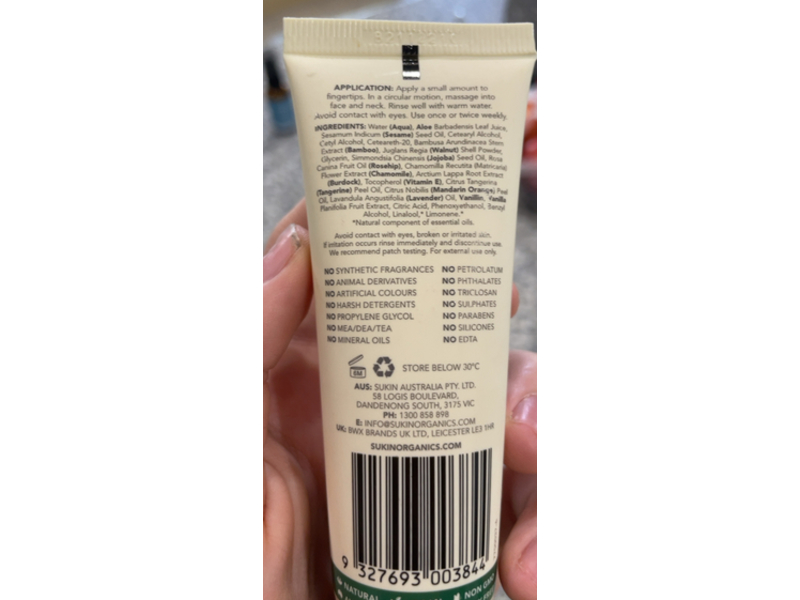 APPLICATION: Apply a small amount to
fingertips. In a circular motion, massage into
face and neck. Rinse well with warm water.
Avoid contact with eyes. Use once or twice weekly.
INGREDIENTS: Water (Aqua), Aloe Barbadensis Leaf Juice,
Sesamum Indicum (Sesame) Seed Oil, Cetearyl Alcohol,
Cetyl Alcohol, Ceteareth-20, Bambusa Arundinacea Stem
Extract (Bamboo), Juglans Regia (Walnut) Shell Powder,
Glycerin, Simmondsia Chinensis (Jojoba) Seed Oil, Rosa
Canina Fruit Oil (Rosehip), Chamomilla Recutita (Matricaria)
Flower Extract (Chamomile), Arctium Lappa Root Extract
(Burdock), Tocopherol (Vitamin E), Citrus Tangerina
(Tangerine) Peel Oil, Citrus Nobilis (Mandarin Orange) Peel
Oil, Lavandula Angustifolia (Lavender) Oil, Vanillin, Vanilla
Planifolia Fruit Extract, Citric Acid, Phenoxyethanol, Benzyl
Alcohol, Linalool,* Limonene.*
*Natural component of essential oils.
Avoid contact with eyes, broken or irritated skin.
If irritation occurs rinse immediately and discontinue use.
We recommend patch testing. For external use only.
NO SYNTHETIC FRAGRANCES NO PETROLATUM
NO ANIMAL DERIVATIVES NO PHTHALATES
NO ARTIFICIAL COLOURS NO TRICLOSAN
NO HARSH DETERGENTS NO SULPHATES
NO PROPYLENE GLYCOL NO PARABENS
NO MEA/DEA/TEA NO SILICONES
NO MINERAL OILS NO EDTA
6M STORE BELOW 30°C
AUS: SUKIN AUSTRALIA PTY. LTD.
58 LOGIS BOULEVARD,
DANDENONG SOUTH, 3175 VIC
PH: 1300 858 898
E: INFO@SUKINORGANICS.COM
UK: BWX BRANDS UK LTD, LEICESTER LE3 1HR
SUKINORGANICS.COM
9 327693 003844
NATURAL NON GMO